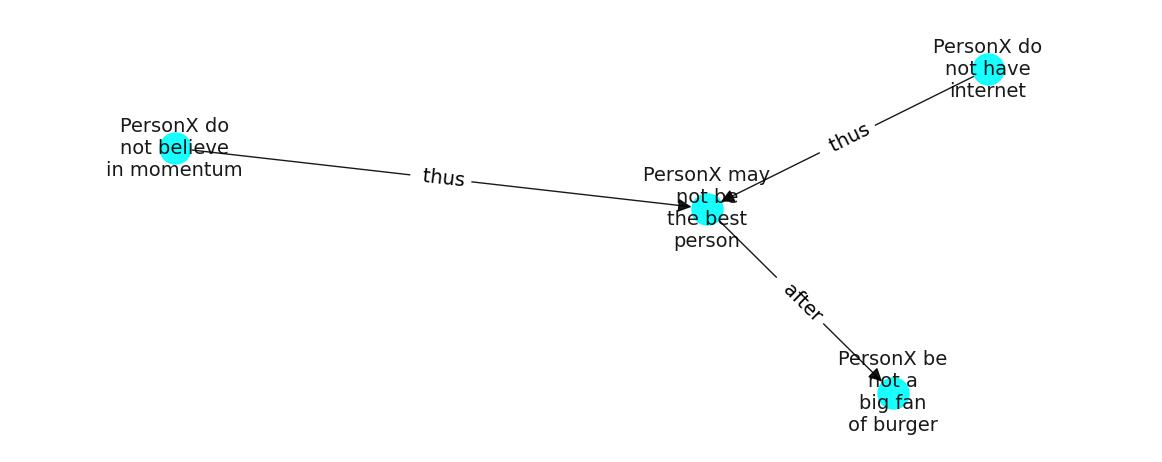 PersonX do
not have
internet
PersonX do
not believe
in momentum
thus
thus
PersonX may
not be
the best
person
after
PersonX be
not a
big fan
of burger